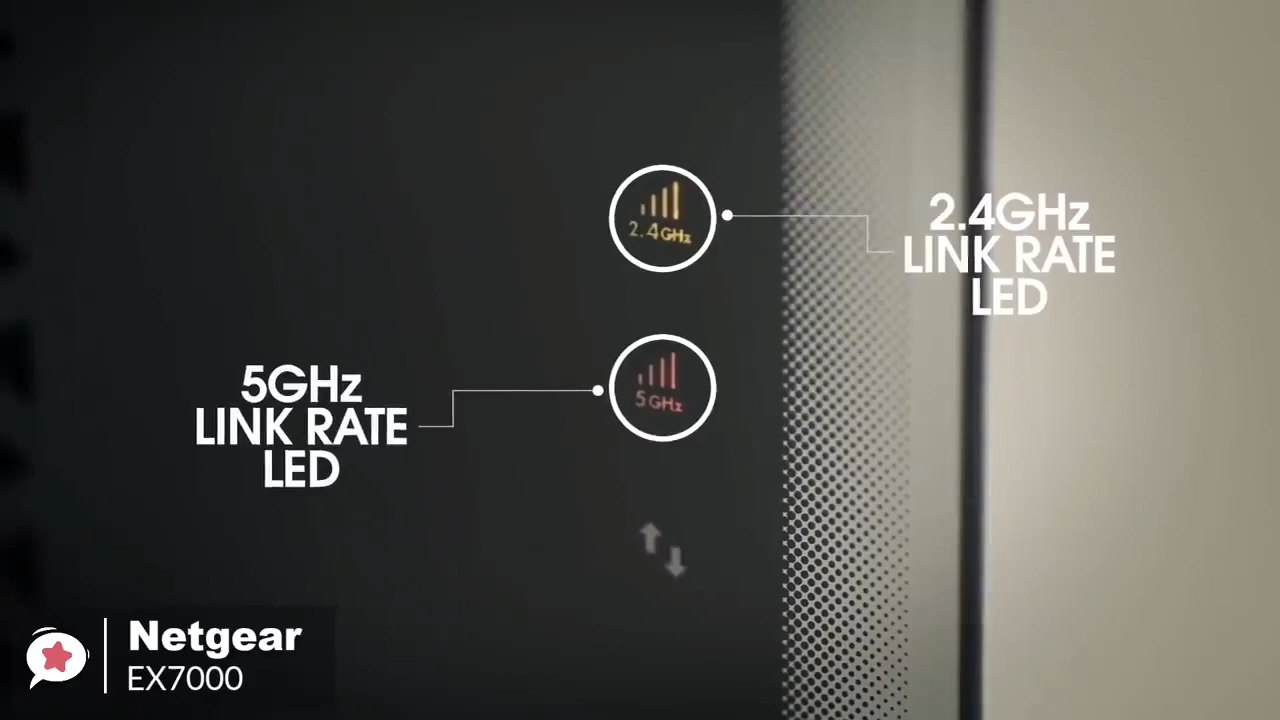 2.4GHz
2.4GHz
LINK RATE
LED
5GHz
5GHz
LINK RATE
LED
Netgear
EX7000